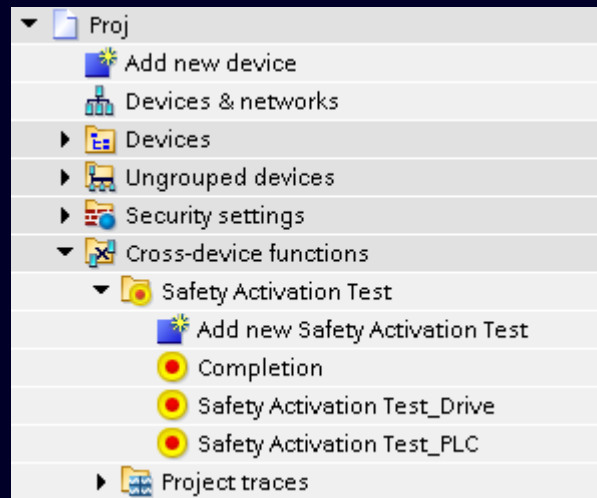 Proj
Add new device
Devices & networks
Devices
Ungrouped devices
Security settings
Cross-device functions
Safety Activation Test
Add new Safety Activation Test
Completion
Safety Activation Test_Drive
Safety Activation Test_PLC
Project traces